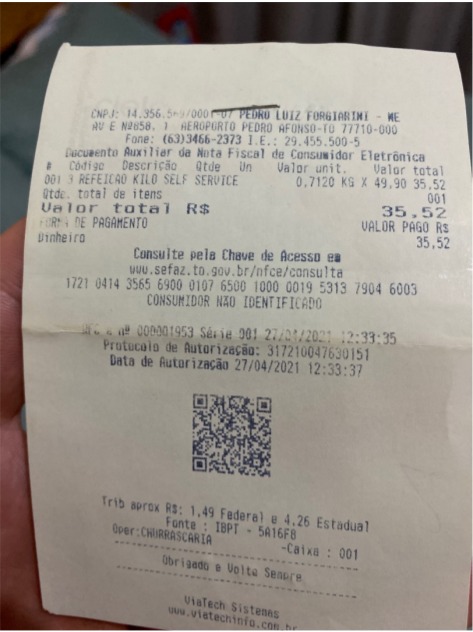 CNPJ: 14.356.569/0001-07 PEDRO LUIZ FORGIARINI - ME
AV E Nº858, 1 AEROPORTO PEDRO AFONSO-TO 77710-000
Fone: (63)3466-2373 I.E.: 29.455.500-5
Documento Auxiliar da Nota Fiscal de Consumidor Eletrônica
# Código Descrição Qtde Un Valor unit. Valor total
001 3 REFEICAO KILO SELF SERVICE 0,7120 KG X 49,90 35,52
Qtde. total de itens 001
Valor total R$ 35,52
FORMA DE PAGAMENTO VALOR PAGO R$
Dinheiro 35,52
Consulte pela Chave de Acesso em
www.sefaz.to.gov.br/nfce/consulta
1721 0414 3565 6900 0107 6500 1000 0019 5313 7904 6003
CONSUMIDOR NÃO IDENTIFICADO
NFC-e nº 000001953 Série 001 27/04/2021 12:33:35
Protocolo de Autorização: 317210047630151
Data de Autorização 27/04/2021 12:33:37
Trib aprox R$: 1,49 Federal e 4,26 Estadual
Fonte : IBPT - 5A16F8
Oper:CHURRASCARIA -Caixa : 001
Obrigado e Volte Sempre
ViaTech Sistemas
www.viatechinfo.com.br